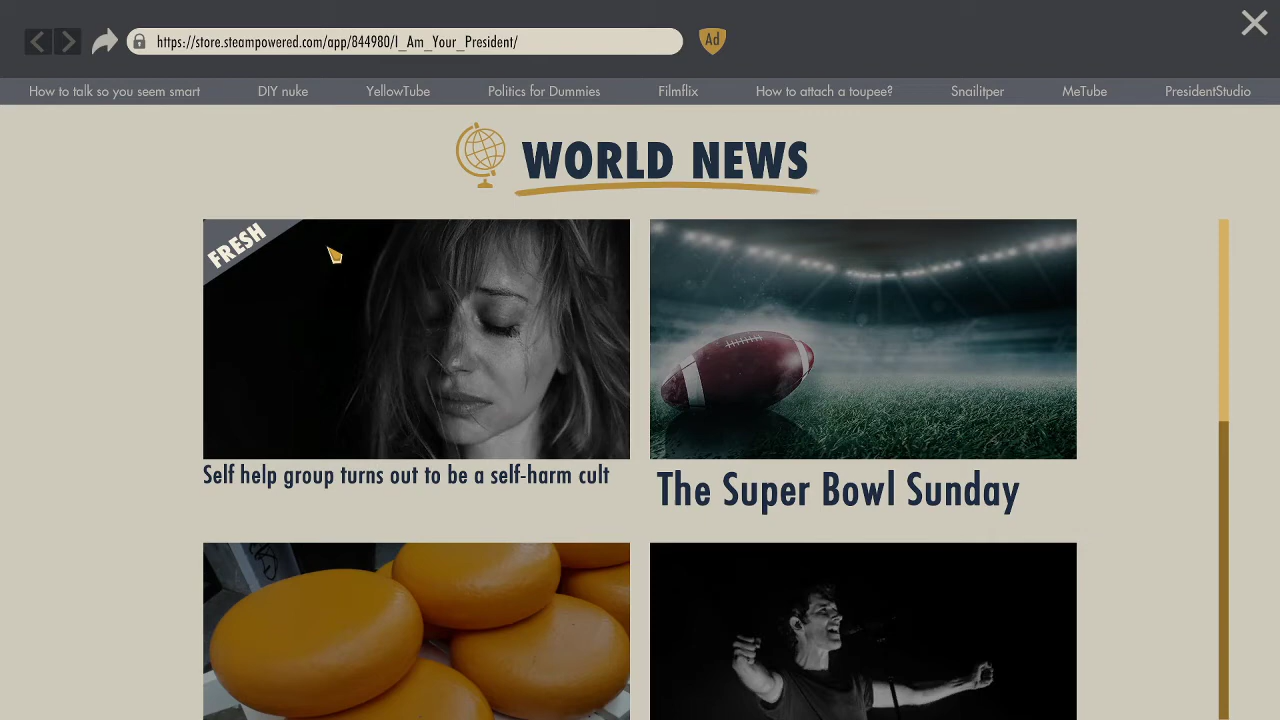 https://store.steampowered.com/app/844980/I_Am_Your_President/
Ad
How to talk so you seem smart
DIY nuke
YellowTube
Politics for Dummies
Filmflix
How to attach a toupee?
Snailitper
MeTube
PresidentStudio
WORLD NEWS
FRESH
Self help group turns out to be a self-harm cult
The Super Bowl Sunday